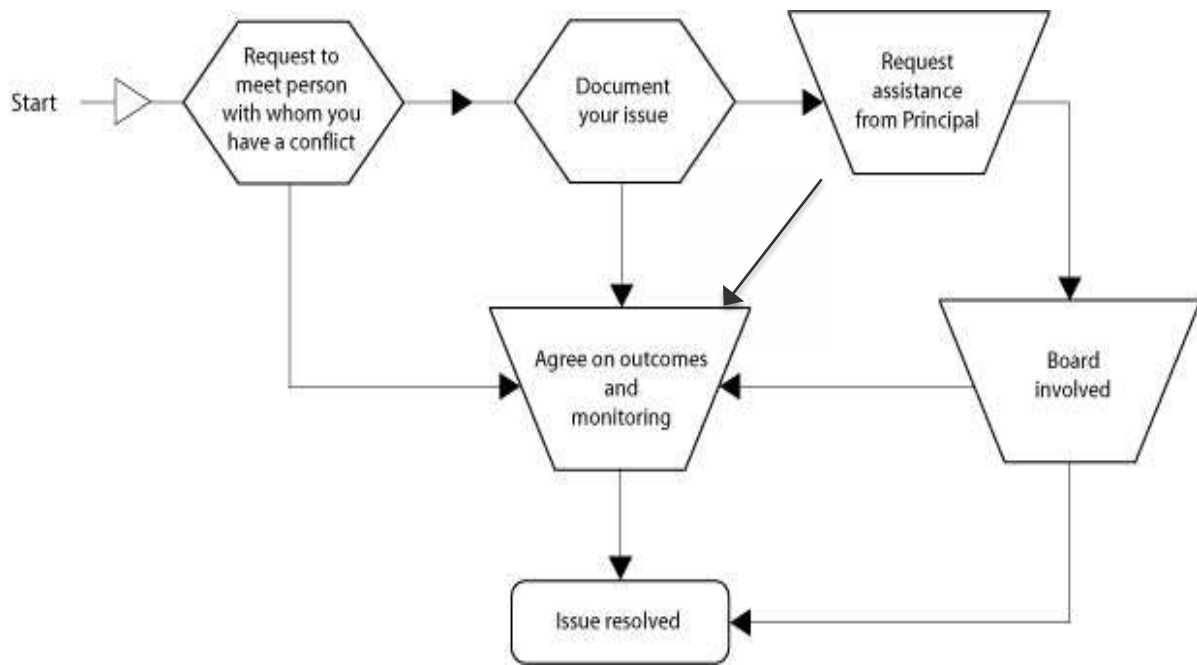 Start
Request to
meet person
with whom you
have a conflict
Document
your issue
Request
assistance
from Principal
Agree on outcomes
and
monitoring
Board
involved
Issue resolved